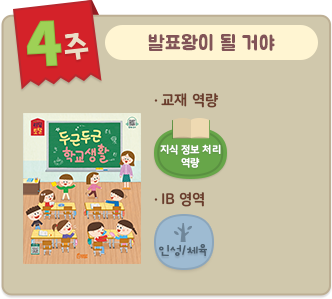 4주
발표왕이 될 거야
· 교재 역량
두근두근
학교생활
지식 정보 처리
역량
· IB 영역
인성/체육